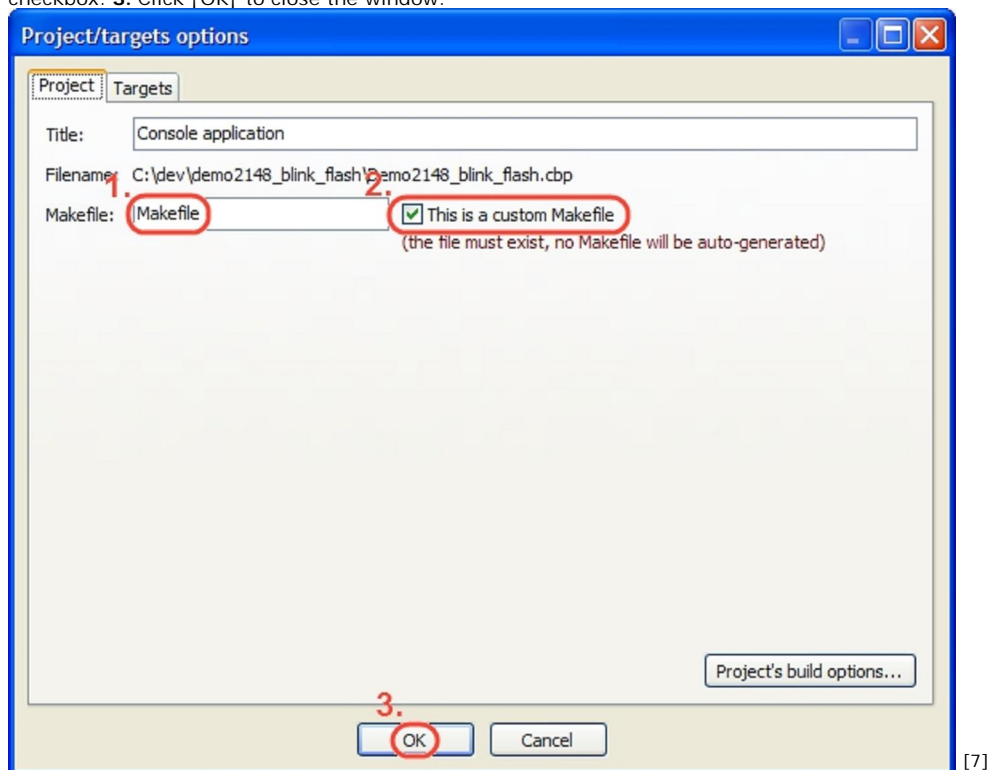 checkbox. 3. Click |OK| to close the window.
Project/targets options
Project Targets
Title: Console application
Filename: C:\dev\demo2148_blink_flash\Demo2148_blink_flash.cbp
1. 2.
Makefile: Makefile This is a custom Makefile
(the file must exist, no Makefile will be auto-generated)
Project's build options...
3.
OK Cancel
[7]